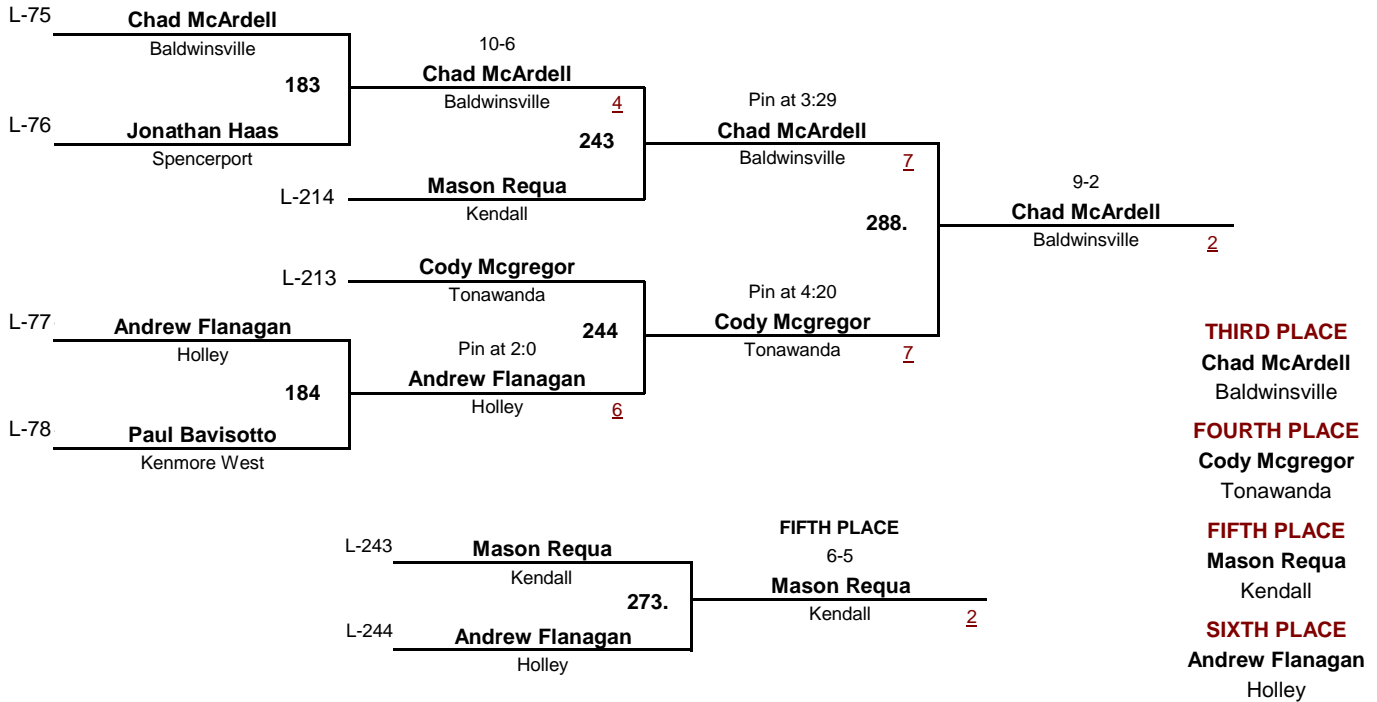 L-75
Chad McArdell
Baldwinsville
183
L-76
Jonathan Haas
Spencerport
10-6
Chad McArdell
Baldwinsville
4
243
L-214
Mason Requa
Kendall
Pin at 3:29
Chad McArdell
Baldwinsville
7
288.
9-2
Chad McArdell
Baldwinsville
2
L-213
Cody Mcgregor
Tonawanda
244
L-77
Andrew Flanagan
Holley
184
L-78
Paul Bavisotto
Kenmore West
Pin at 2:0
Andrew Flanagan
Holley
6
Pin at 4:20
Cody Mcgregor
Tonawanda
7
THIRD PLACE
Chad McArdell
Baldwinsville
FOURTH PLACE
Cody Mcgregor
Tonawanda
FIFTH PLACE
Mason Requa
Kendall
SIXTH PLACE
Andrew Flanagan
Holley
L-243
Mason Requa
Kendall
273.
L-244
Andrew Flanagan
Holley
FIFTH PLACE
6-5
Mason Requa
Kendall
2